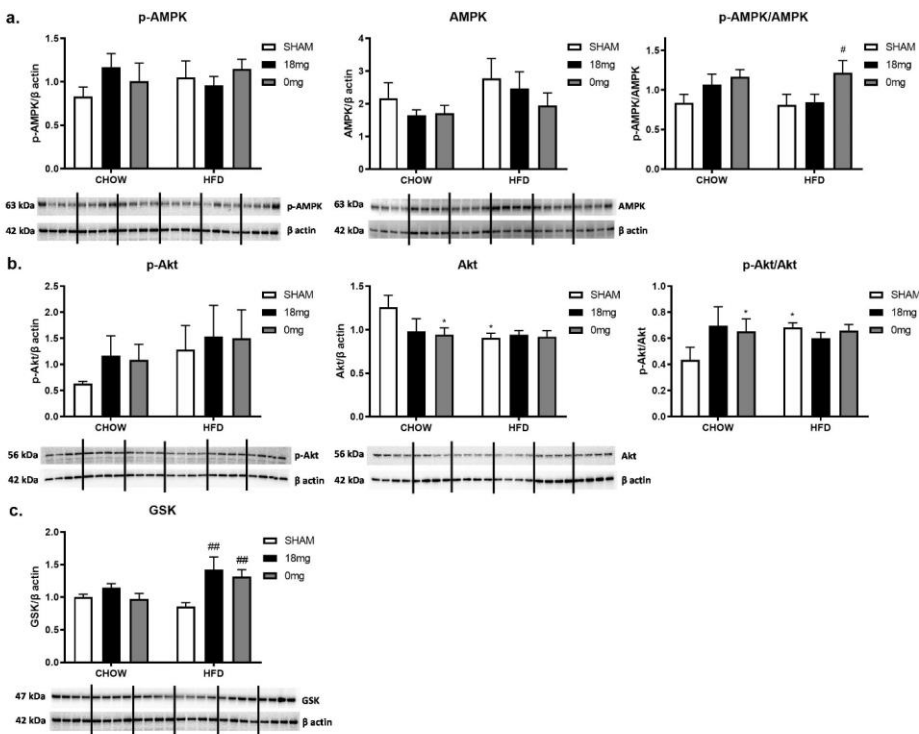 a.
p-AMPK
p-AMPK/β actin
1.5
1.0
0.5
0.0
CHOW
HFD
SHAM
18mg
0mg
63 kDa
p-AMPK
42 kDa
β actin
AMPK
AMPK/β actin
4
3
2
1
0
CHOW
HFD
SHAM
18mg
0mg
63 kDa
AMPK
42 kDa
β actin
p-AMPK/AMPK
p-AMPK/AMPK
1.5
1.0
0.5
#
CHOW
HFD
SHAM
18mg
0mg
b.
p-Akt
p-Akt/β actin
2.5
2.0
1.5
1.0
0.5
0.0
CHOW
HFD
SHAM
18mg
0mg
56 kDa
p-Akt
42 kDa
β actin
Akt
Akt/β actin
1.5
1.0
0.5
0.0
*
*
CHOW
HFD
SHAM
18mg
0mg
56 kDa
Akt
42 kDa
β actin
p-Akt/Akt
p-Akt/Akt
1.0
0.8
0.6
0.4
0.2
0.0
*
*
CHOW
HFD
SHAM
18mg
0mg
c.
GSK
GSK/β actin
2.0
1.5
1.0
0.5
0.0
##
##
CHOW
HFD
SHAM
18mg
0mg
47 kDa
GSK
42 kDa
β actin